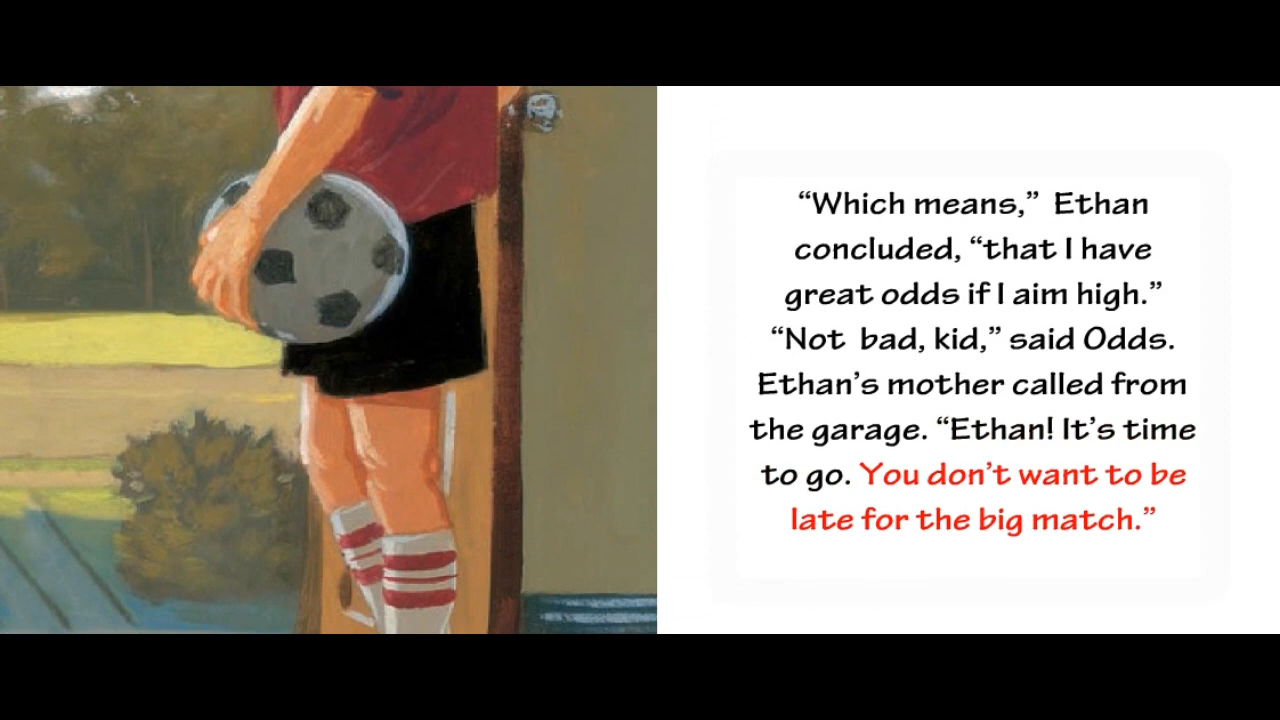 “Which means,”  Ethan
concluded, “that I have
great odds if I aim high.”
“Not  bad, kid,” said Odds.
Ethan’s mother called from
the garage. “Ethan! It’s time
to go. You don’t want to be
late for the big match.”